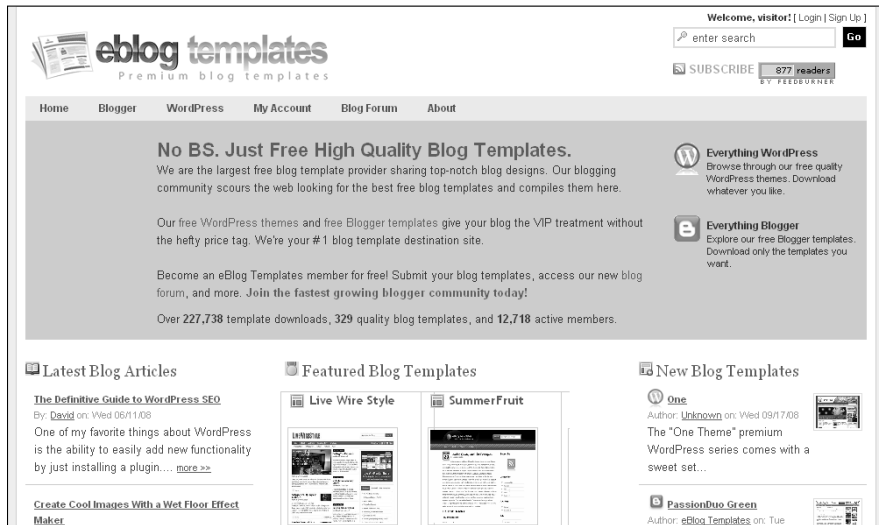 Welcome, visitor! [ Login | Sign Up ]
eblog templates
Premium blog templates
enter search
Go
SUBSCRIBE
877 readers
BY FEEDBURNER
Home Blogger WordPress My Account Blog Forum About
No BS. Just Free High Quality Blog Templates.
We are the largest free blog template provider sharing top-notch blog designs. Our blogging
community scours the web looking for the best free blog templates and compiles them here.
Our free WordPress themes and free Blogger templates give your blog the VIP treatment without
the hefty price tag. We're your #1 blog template destination site.
Become an eBlog Templates member for free! Submit your blog templates, access our new blog
forum, and more. Join the fastest growing blogger community today!
Over 227,738 template downloads, 329 quality blog templates, and 12,718 active members.
Everything WordPress
Browse through our free quality
WordPress themes. Download
whatever you like.
Everything Blogger
Explore our free Blogger templates.
Download only the templates you
want.
Latest Blog Articles
The Definitive Guide to WordPress SEO
By: David on: Wed 06/11/08
One of my favorite things about WordPress
is the ability to easily add new functionality
by just installing a plugin.... more >>
Create Cool Images With a Wet Floor Effect
Maker
Featured Blog Templates
Live Wire Style
SummerFruit
New Blog Templates
One
Author: Unknown on: Wed 09/17/08
The "One Theme" premium
WordPress series comes with a
sweet set...
PassionDuo Green
Author: eBlog Templates on: Tue